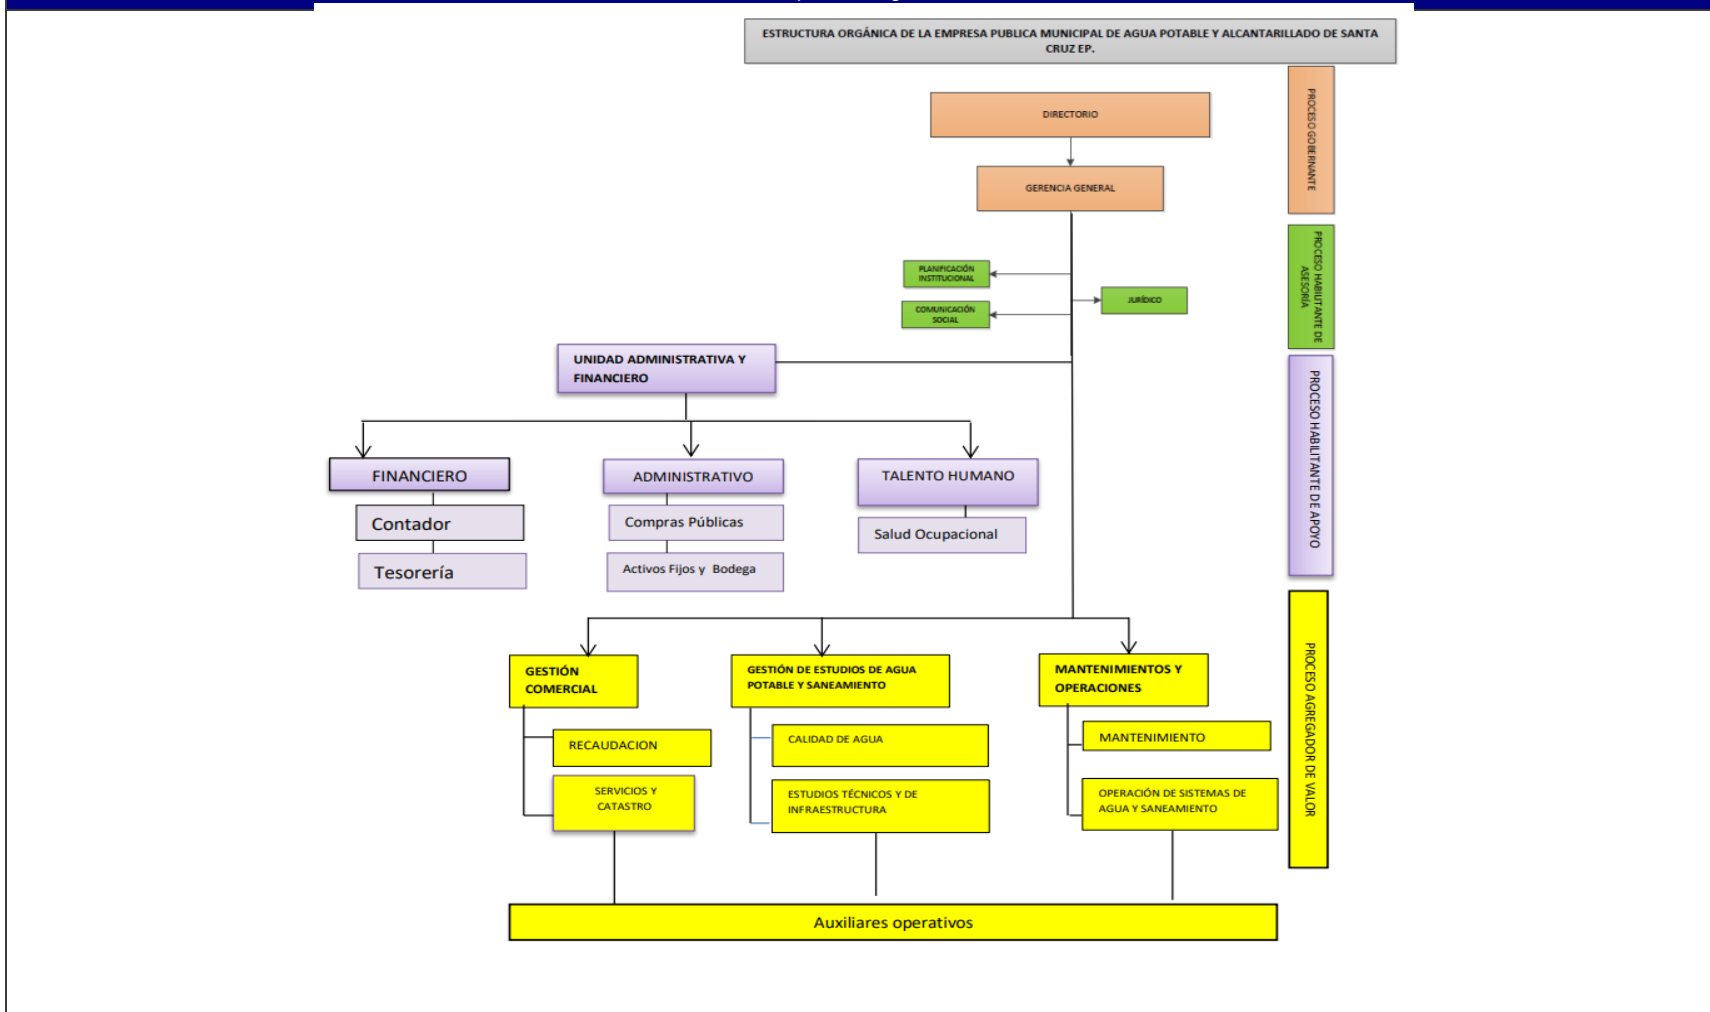 ESTRUCTURA ORGÁNICA DE LA EMPRESA PUBLICA MUNICIPAL DE AGUA POTABLE Y ALCANTARILLADO DE SANTA
CRUZ EP.
PROCESO GOBERNANTE
DIRECTORIO
GERENCIA GENERAL
PROCESO HABILITANTE DE
ASESORÍA
PLANIFICACIÓN
INSTITUCIONAL
JURÍDICO
COMUNICACIÓN
SOCIAL
UNIDAD ADMINISTRATIVA Y
FINANCIERO
PROCESO HABILITANTE DE APOYO
FINANCIERO
ADMINISTRATIVO
TALENTO HUMANO
Contador
Compras Públicas
Salud Ocupacional
Tesorería
Activos Fijos y Bodega
PROCESO AGREGADOR DE VALOR
GESTIÓN
COMERCIAL
GESTIÓN DE ESTUDIOS DE AGUA
POTABLE Y SANEAMIENTO
MANTENIMIENTOS Y
OPERACIONES
RECAUDACION
CALIDAD DE AGUA
MANTENIMIENTO
SERVICIOS Y
CATASTRO
ESTUDIOS TÉCNICOS Y DE
INFRAESTRUCTURA
OPERACIÓN DE SISTEMAS DE
AGUA Y SANEAMIENTO
Auxiliares operativos